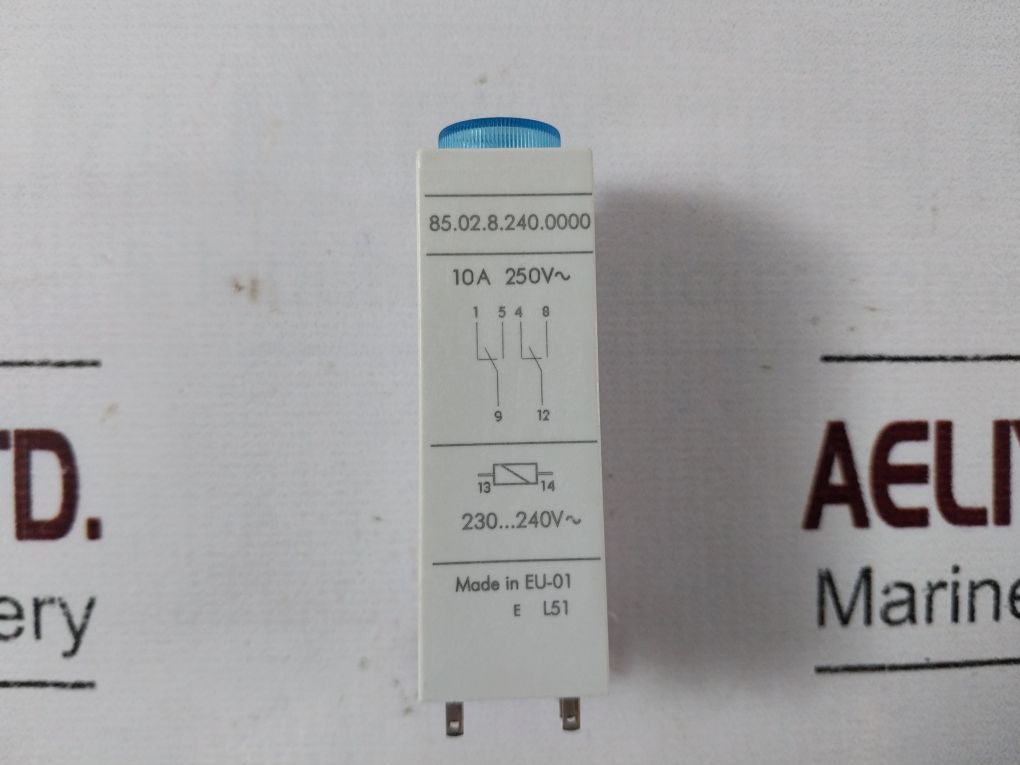 85.02.8.240.0000
10A 250V~
1 5 4 8
9 12
13 14
230...240V~
Made in EU-01
E L51
TD.
ery
AELIY
Marine